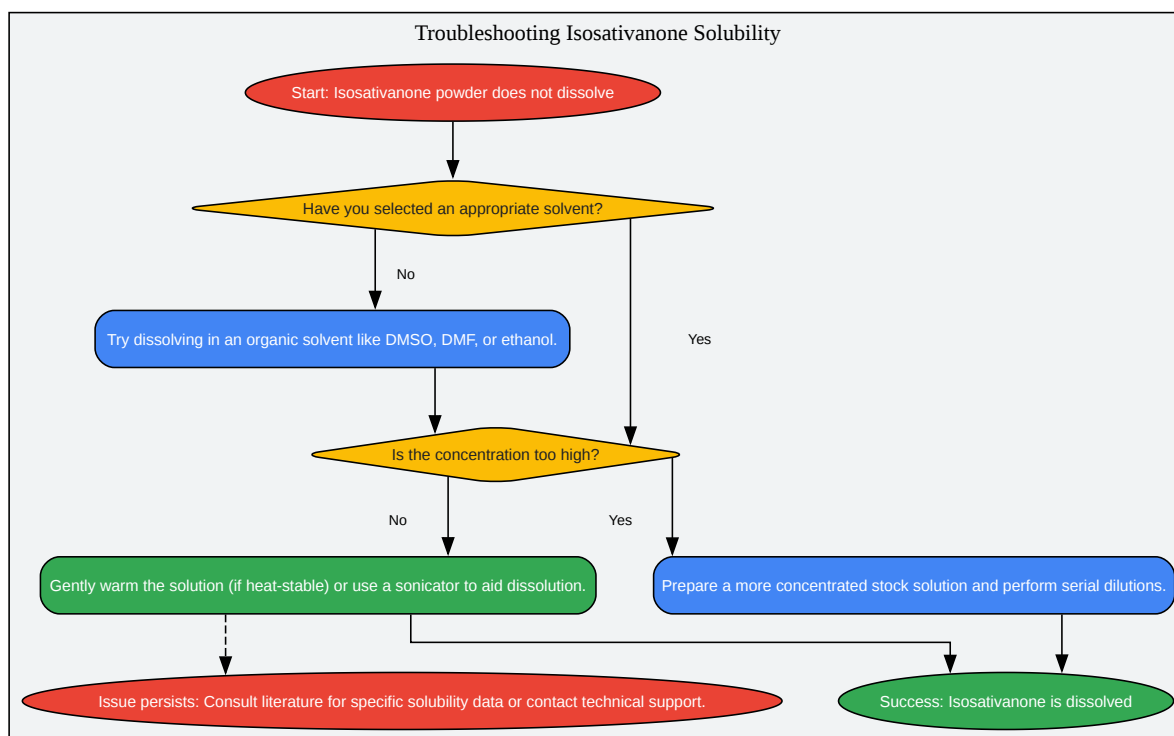 Troubleshooting Isosativanone Solubility
Start: Isosativanone powder does not dissolve
Have you selected an appropriate solvent?
No
Try dissolving in an organic solvent like DMSO, DMF, or ethanol.
Yes
Is the concentration too high?
No
Yes
Gently warm the solution (if heat-stable) or use a sonicator to aid dissolution.
Prepare a more concentrated stock solution and perform serial dilutions.
Issue persists: Consult literature for specific solubility data or contact technical support.
Success: Isosativanone is dissolved